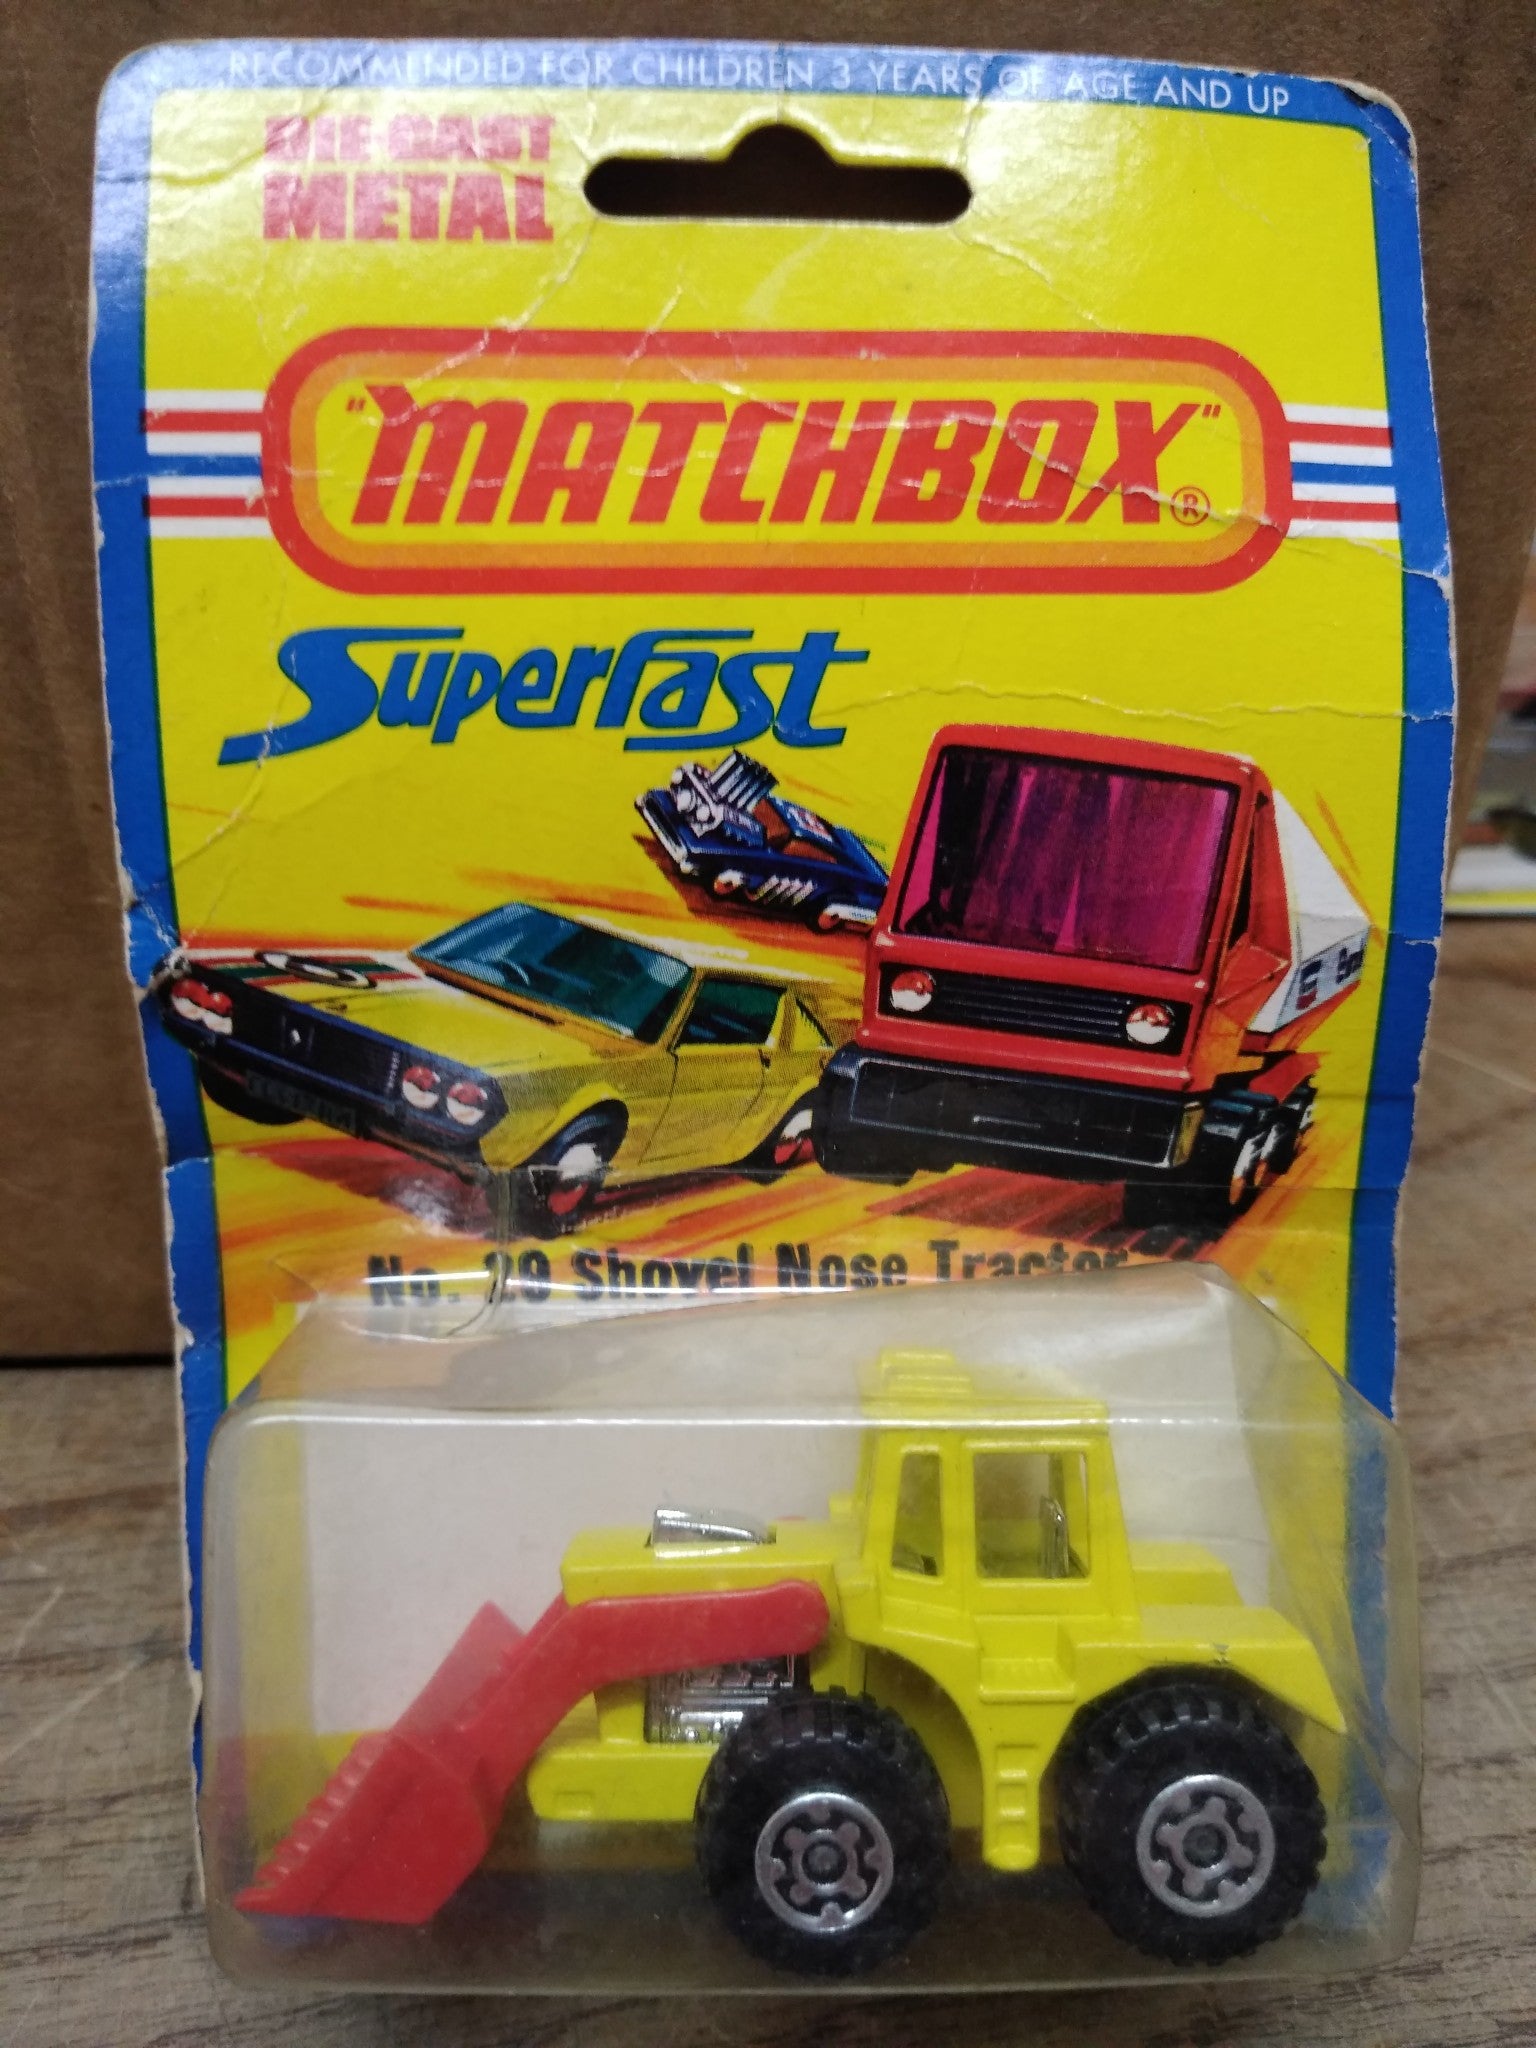 RECOMMENDED FOR CHILDREN 3 YEARS OF AGE AND UP
DIE-CAST
METAL
"MATCHBOX"®
Superfast
No. 29 Shovel Nose Tractor